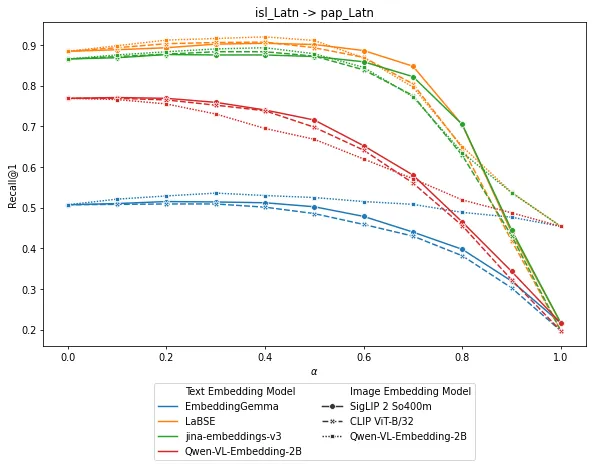 isl_Latn -> pap_Latn
Recall@1
0.9
0.8
0.7
0.6
0.5
0.4
0.3
0.2
0.0
0.2
0.4
0.6
0.8
1.0
α
Text Embedding Model
EmbeddingGemma
LaBSE
jina-embeddings-v3
Qwen-VL-Embedding-2B
Image Embedding Model
SigLIP 2 So400m
CLIP ViT-B/32
Qwen-VL-Embedding-2B